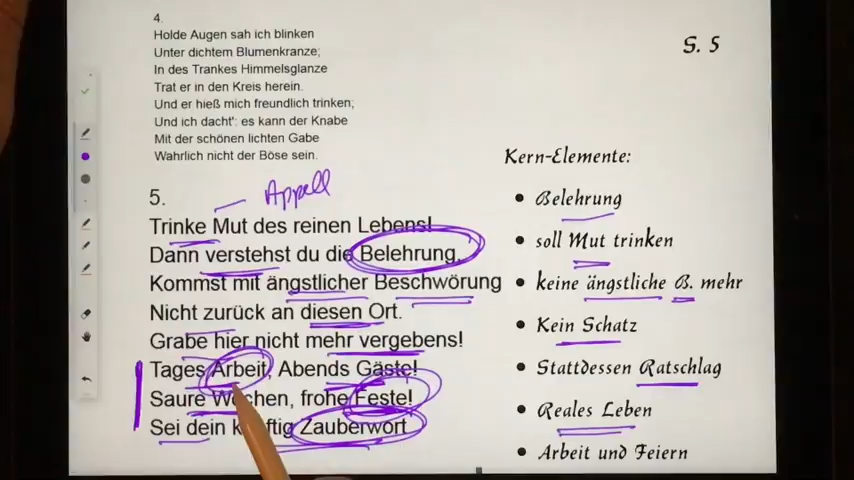 4.
Holde Augen sah ich blinken
Unter dichtem Blumenkranze;
In des Trankes Himmelsglanze
Trat er in den Kreis herein.
Und er hieß mich freundlich trinken;
Und ich dacht': es kann der Knabe
Mit der schönen lichten Gabe
Wahrlich nicht der Böse sein.
5.
Appell
Trinke Mut des reinen Lebens!
Dann verstehst du die Belehrung,
Kommst mit ängstlicher Beschwörung
Nicht zurück an diesen Ort.
Grabe hier nicht mehr vergebens!
Tages Arbeit, Abends Gäste!
Saure Wochen, frohe Feste!
Sei dein künftig Zauberwort
S. 5
Kern-Elemente:
• Belehrung
• soll Mut trinken
• keine ängstliche B. mehr
• Kein Schatz
• Stattdessen Ratschlag
• Reales Leben
• Arbeit und Feiern